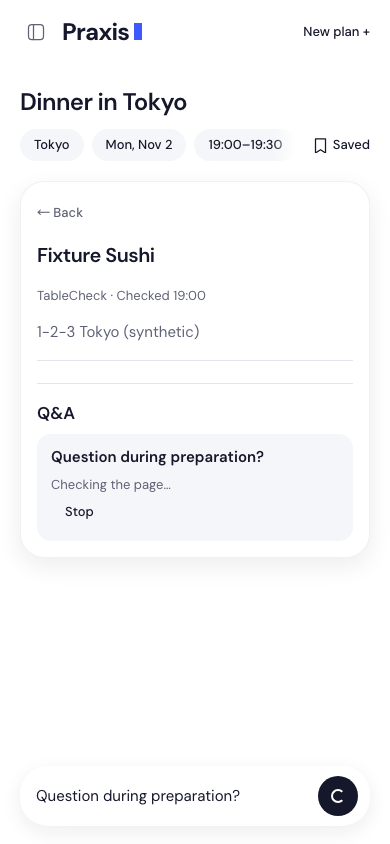 Praxis
New plan +
Dinner in Tokyo
Tokyo
Mon, Nov 2
19:00–19:30
Saved
← Back
Fixture Sushi
TableCheck · Checked 19:00
1-2-3 Tokyo (synthetic)
Q&A
Question during preparation?
Checking the page…
Stop
Question during preparation?